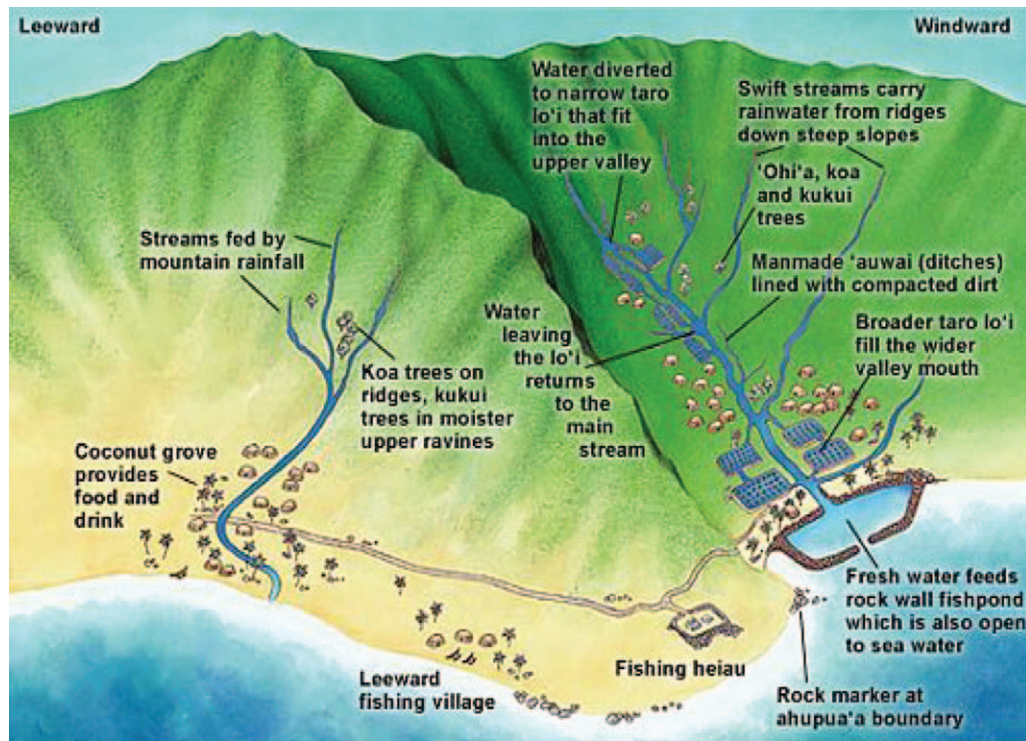 Leeward
Windward
Water diverted
to narrow taro
lo‘i that fit
into the
upper valley
Swift streams carry
rainwater from ridges
down steep slopes
‘Ohi‘a, koa
and kukui
trees
Streams fed by
mountain rainfall
Manmade ‘auwai (ditches)
lined with compacted dirt
Water
leaving
the lo‘i
returns
to the
main
stream
Broader taro lo‘i
fill the wider
valley mouth
Koa trees on
ridges, kukui
trees in moister
upper ravines
Coconut grove
provides
food and
drink
Fresh water feeds
rock wall fishpond
which is also open
to sea water
Fishing heiau
Leeward
fishing village
Rock marker at
ahupua‘a boundary